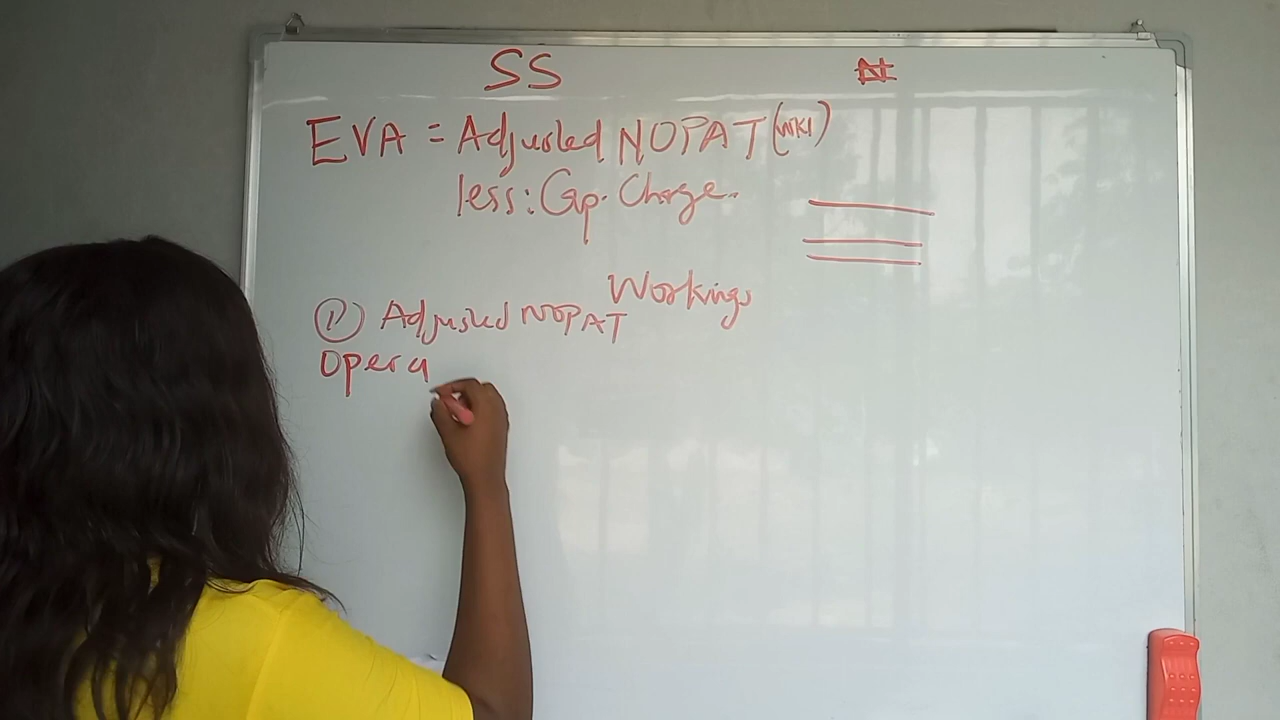 SS ₦
EVA = Adjusted NOPAT (WK1)
less: Cap. Charge.
Workings
① Adjusted NOPAT
Opera